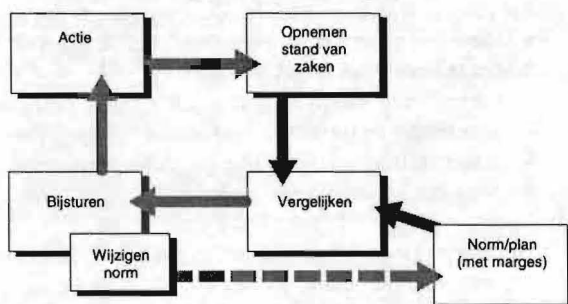 Actie
Opnemen
stand van
zaken
Bijsturen
Vergelijken
Wijzigen
norm
Norm/plan
(met marges)